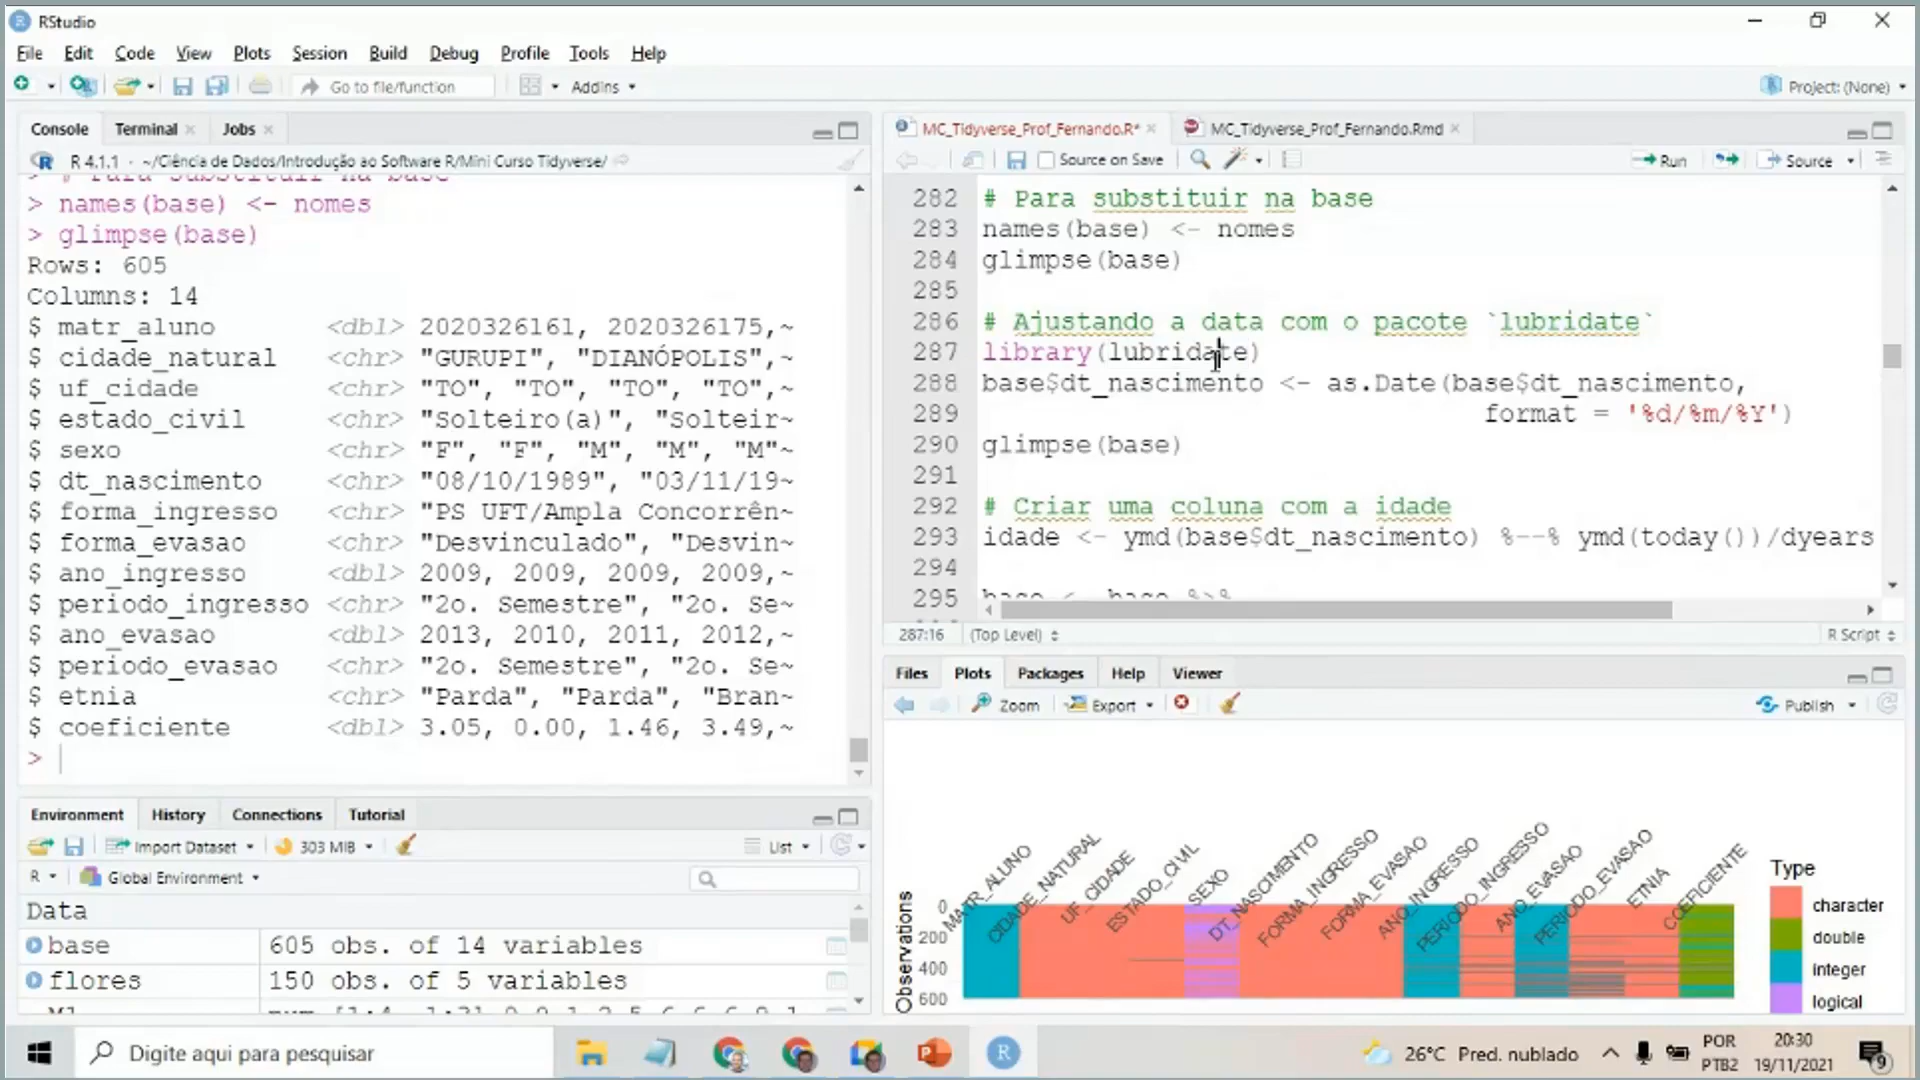 RStudio
File Edit Code View Plots Session Build Debug Profile Tools Help
Go to file/function Addins Project: (None)
Console Terminal Jobs
R 4.1.1 · ~/Ciência de Dados/Introdução ao Software R/Mini Curso Tidyverse/
> # Para substituir na base
> names(base) <- nomes
> glimpse(base)
Rows: 605
Columns: 14
$ matr_aluno <dbl> 2020326161, 2020326175,~
$ cidade_natural <chr> "GURUPI", "DIANÓPOLIS",~
$ uf_cidade <chr> "TO", "TO", "TO", "TO",~
$ estado_civil <chr> "Solteiro(a)", "Solteir~
$ sexo <chr> "F", "F", "M", "M", "M"~
$ dt_nascimento <chr> "08/10/1989", "03/11/19~
$ forma_ingresso <chr> "PS UFT/Ampla Concorrên~
$ forma_evasao <chr> "Desvinculado", "Desvin~
$ ano_ingresso <dbl> 2009, 2009, 2009, 2009,~
$ periodo_ingresso <chr> "2o. Semestre", "2o. Se~
$ ano_evasao <dbl> 2013, 2010, 2011, 2012,~
$ periodo_evasao <chr> "2o. Semestre", "2o. Se~
$ etnia <chr> "Parda", "Parda", "Bran~
$ coeficiente <dbl> 3.05, 0.00, 1.46, 3.49,~
>
Environment History Connections Tutorial
Import Dataset 303 MiB List
R Global Environment
Data
base 605 obs. of 14 variables
flores 150 obs. of 5 variables
MC_Tidyverse_Prof_Fernando.R* MC_Tidyverse_Prof_Fernando.Rmd
Source on Save Run Source
282 # Para substituir na base
283 names(base) <- nomes
284 glimpse(base)
285
286 # Ajustando a data com o pacote `lubridate`
287 library(lubridate)
288 base$dt_nascimento <- as.Date(base$dt_nascimento,
289 format = '%d/%m/%Y')
290 glimpse(base)
291
292 # Criar uma coluna com a idade
293 idade <- ymd(base$dt_nascimento) %--% ymd(today())/dyears
294
295 base <- base %>%
287:16 (Top Level) R Script
Files Plots Packages Help Viewer
Zoom Export Publish
MATR_ALUNO CIDADE_NATURAL UF_CIDADE ESTADO_CIVIL SEXO DT_NASCIMENTO FORMA_INGRESSO FORMA_EVASAO ANO_INGRESSO PERIODO_INGRESSO ANO_EVASAO PERIODO_EVASAO ETNIA COEFICIENTE
Observations
0
200
400
600
Type
character
double
integer
logical
Digite aqui para pesquisar
26°C Pred. nublado
POR
PTB2
20:30
19/11/2021
9